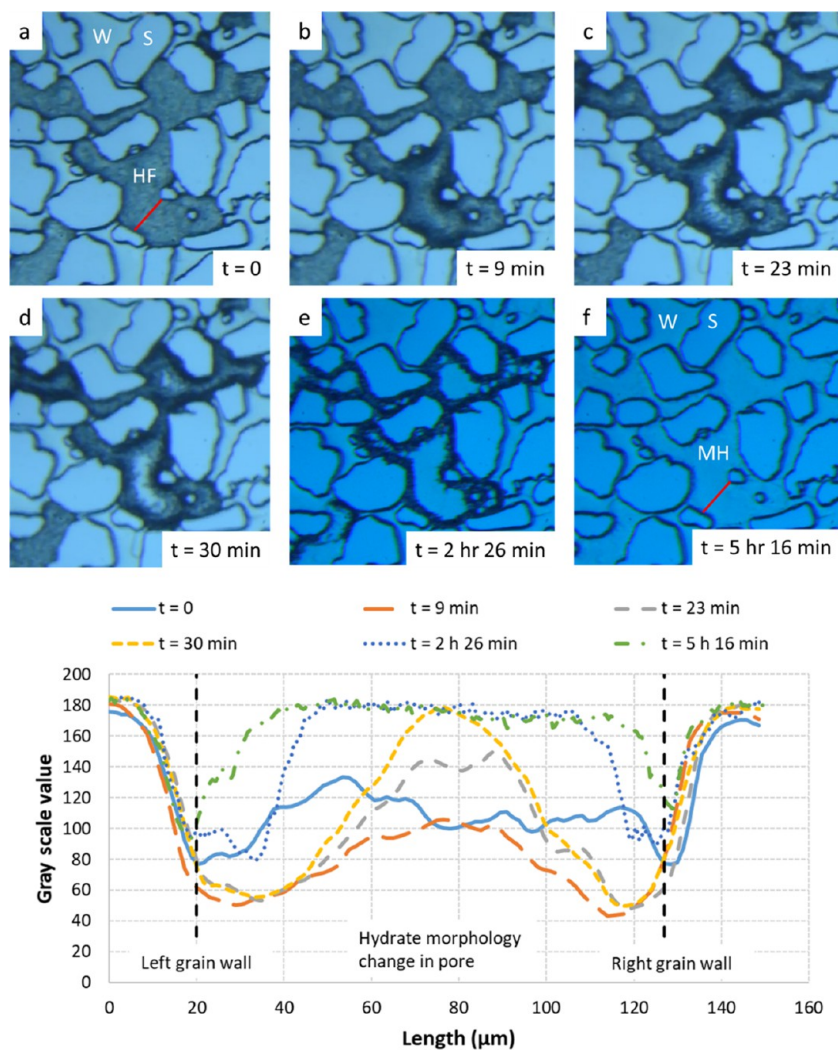 a
W
S
HF
t = 0
b
t = 9 min
c
t = 23 min
d
t = 30 min
e
t = 2 hr 26 min
f
W
S
MH
t = 5 hr 16 min
t = 0
t = 9 min
t = 23 min
t = 30 min
t = 2 h 26 min
t = 5 h 16 min
200
180
160
140
120
100
80
60
40
20
0
Gray scale value
Left grain wall
Hydrate morphology
change in pore
Right grain wall
0 20 40 60 80 100 120 140 160
Length (μm)